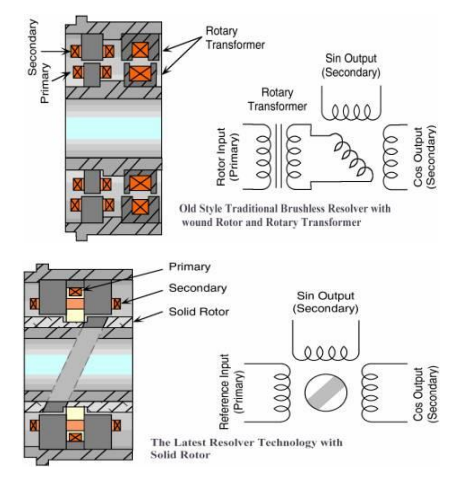 Secondary
Primary
Rotary
Transformer
Sin Output
(Secondary)
Rotary
Transformer
Rotor Input
(Primary)
Cos Output
(Secondary)
Old Style Traditional Brushless Resolver with
wound Rotor and Rotary Transformer
Primary
Secondary
Solid Rotor
Sin Output
(Secondary)
Reference Input
(Primary)
Cos Output
(Secondary)
The Latest Resolver Technology with
Solid Rotor